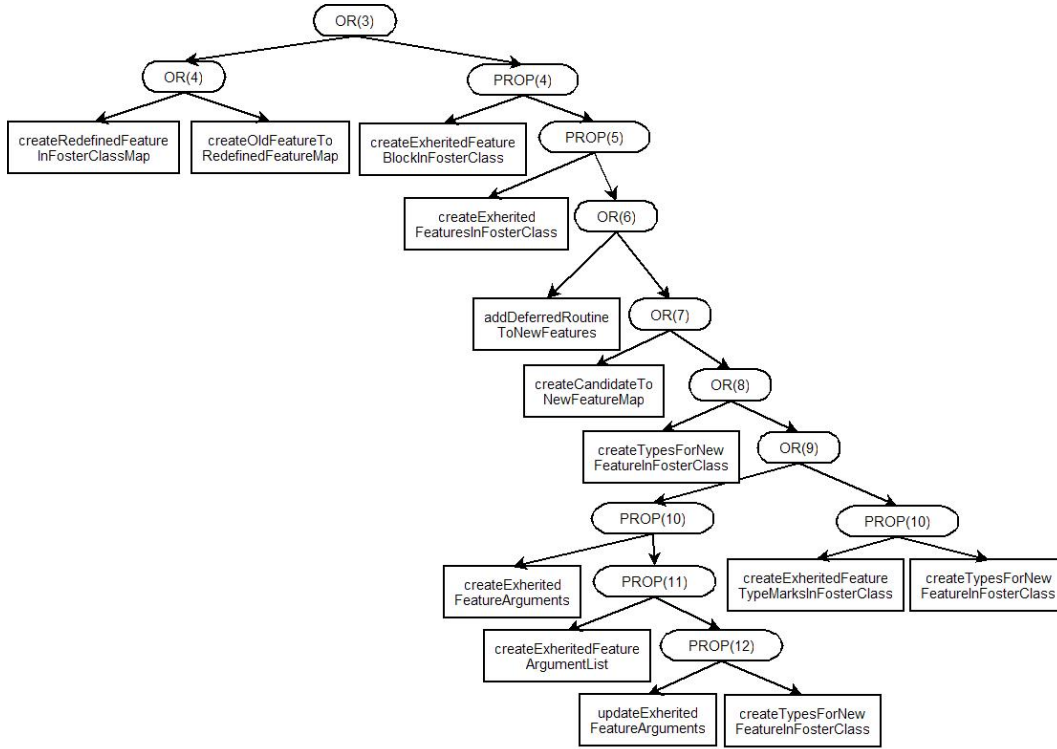 OR(3)
OR(4)
PROP(4)
createRedefinedFeature
InFosterClassMap
createOldFeatureTo
RedefinedFeatureMap
createExheritedFeature
BlockInFosterClass
PROP(5)
createExherited
FeaturesInFosterClass
OR(6)
addDeferredRoutine
ToNewFeatures
OR(7)
createCandidateTo
NewFeatureMap
OR(8)
createTypesForNew
FeatureInFosterClass
OR(9)
PROP(10)
PROP(10)
createExherited
FeatureArguments
PROP(11)
createExheritedFeature
TypeMarksInFosterClass
createTypesForNew
FeatureInFosterClass
createExheritedFeature
ArgumentList
PROP(12)
updateExherited
FeatureArguments
createTypesForNew
FeatureInFosterClass